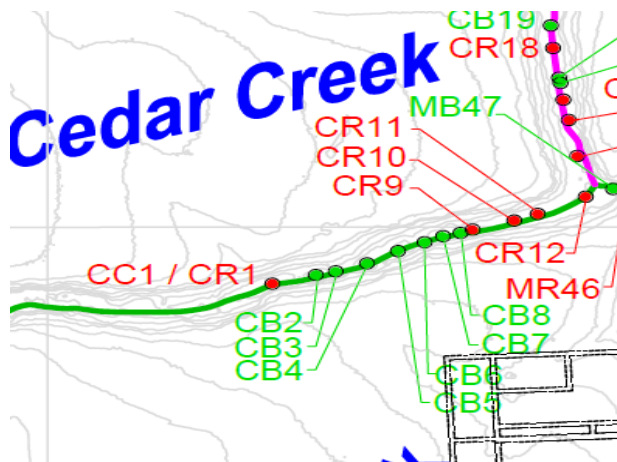 CB19
CR18
Cedar Creek
MB47
CR11
CR10
CR9
CR12
CC1 / CR1
MR46
CB2
CB3
CB4
CB8
CB7
CB6
CB5